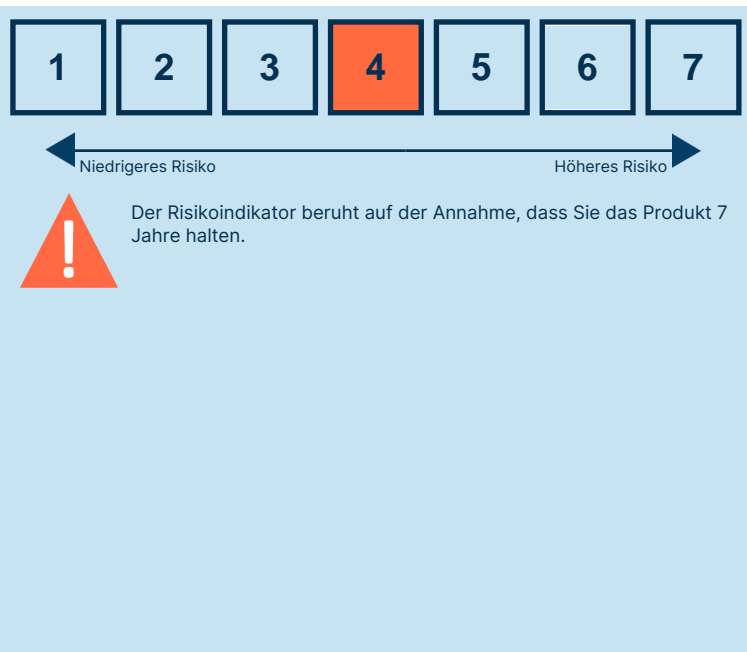 1 2 3 4 5 6 7
Niedrigeres Risiko Höheres Risiko
Der Risikoindikator beruht auf der Annahme, dass Sie das Produkt 7
Jahre halten.